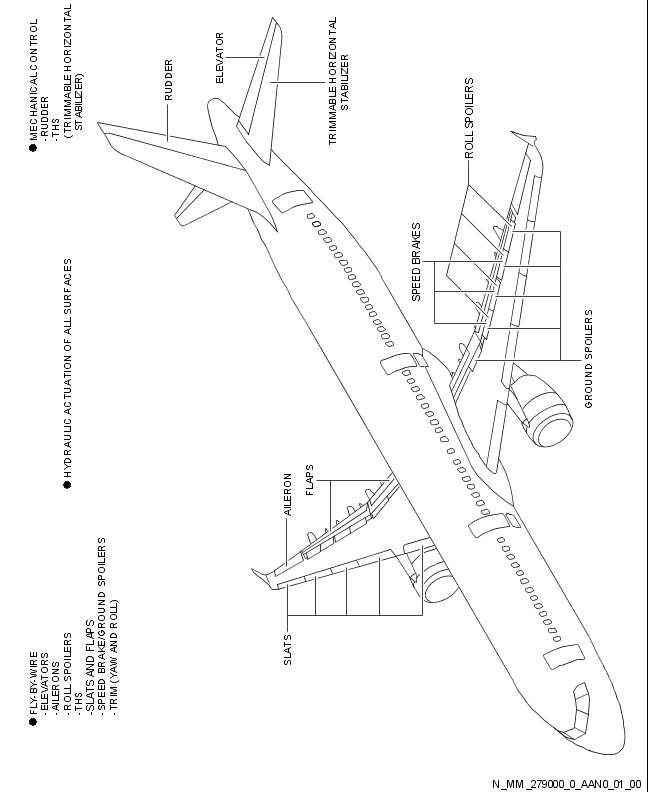 ● MECHANICAL CONTROL
-RUDDER
-THS
(TRIMMABLE HORIZONTAL
STABILIZER)
● HYDRAULIC ACTUATION OF ALL SURFACES
● FLY-BY-WIRE
-ELEVATORS
-AILERONS
-ROLL SPOILERS
-THS
-SLATS AND FLAPS
-SPEED BRAKE/GROUND SPOILERS
-TRIM (YAW AND ROLL)
RUDDER
ELEVATOR
TRIMMABLE HORIZONTAL
STABILIZER
ROLL SPOILERS
SPEED BRAKES
GROUND SPOILERS
FLAPS
AILERON
SLATS
N_MM_279000_0_AAN0_01_00